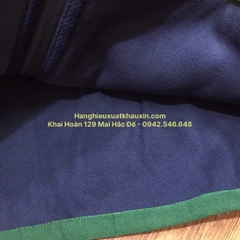 Hanghieuxuatkhauxin.com
Khai Hoàn 129 Mai Hắc Đế - 0942.546.648